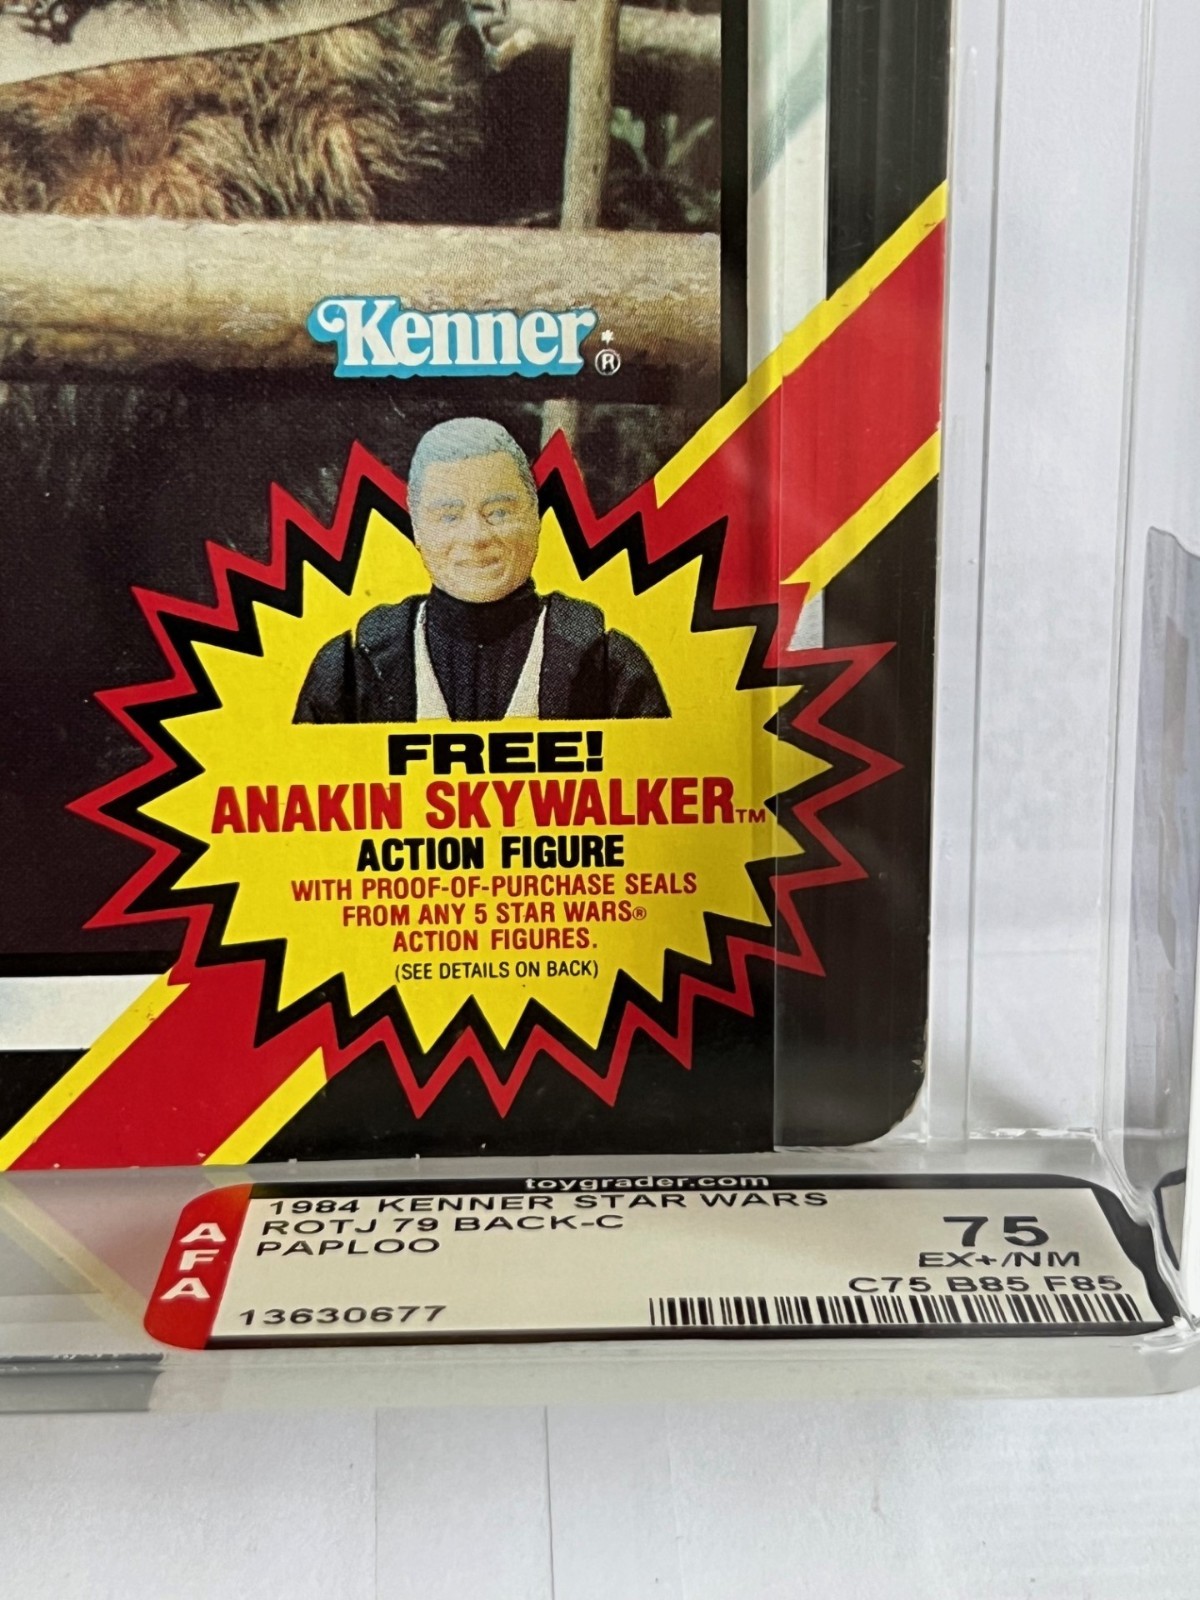 Kenner*®
FREE!
ANAKIN SKYWALKER™
ACTION FIGURE
WITH PROOF-OF-PURCHASE SEALS
FROM ANY 5 STAR WARS®
ACTION FIGURES.
(SEE DETAILS ON BACK)
toygrader.com
AFA
1984 KENNER STAR WARS
ROTJ 79 BACK-C
PAPLOO
13630677
75
EX+/NM
C75 B85 F85